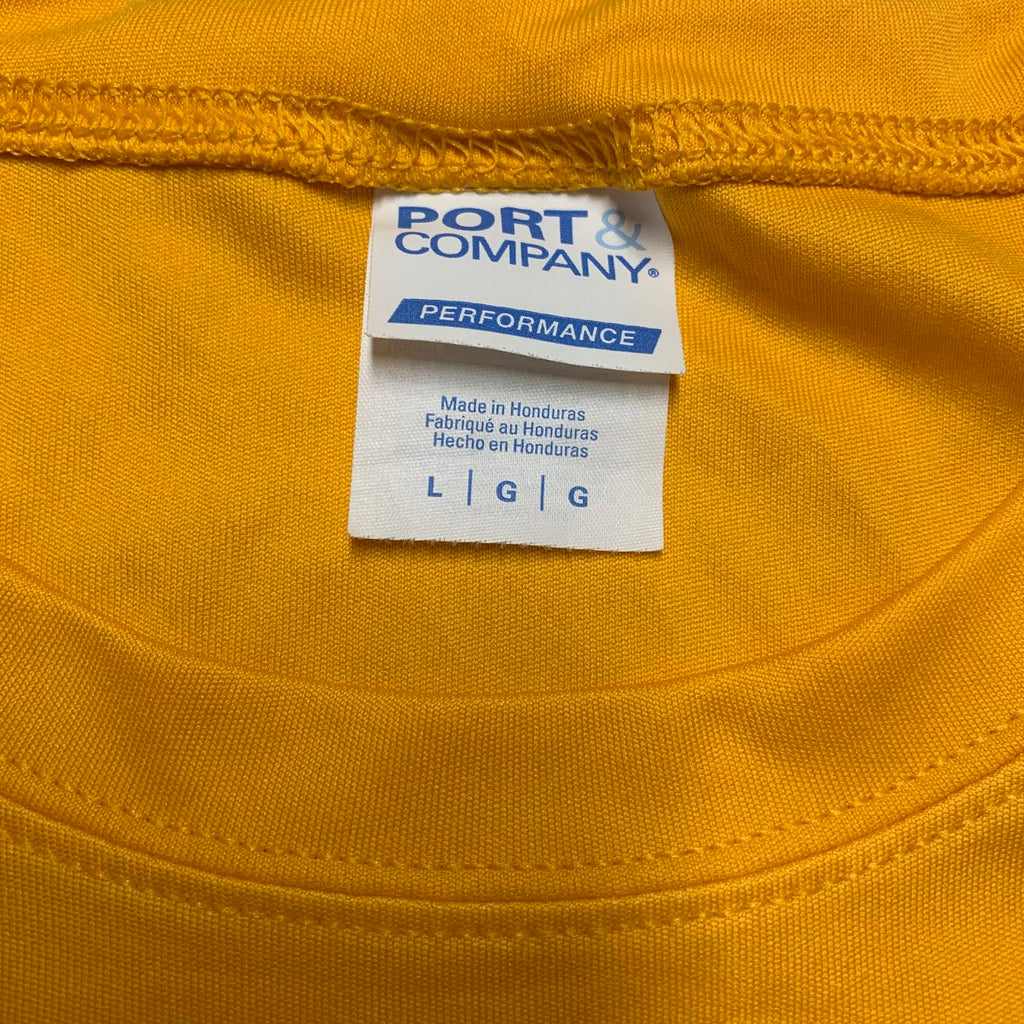 PORT &
COMPANY®
PERFORMANCE
Made in Honduras
Fabriqué au Honduras
Hecho en Honduras
L | G | G